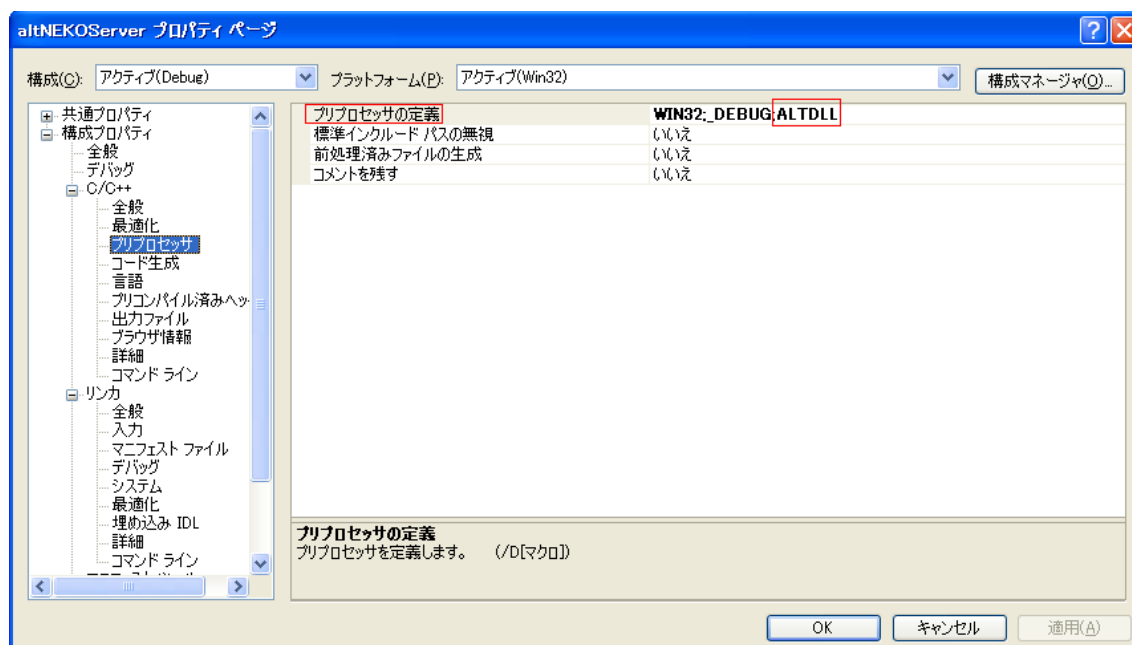 altNEKOServer プロパティ ページ
構成(C): アクティブ(Debug) プラットフォーム(P): アクティブ(Win32) 構成マネージャ(O)...
共通プロパティ
構成プロパティ
全般
デバッグ
C/C++
全般
最適化
プリプロセッサ
コード生成
言語
プリコンパイル済みヘッ
出力ファイル
ブラウザ情報
詳細
コマンド ライン
リンカ
全般
入力
マニフェスト ファイル
デバッグ
システム
最適化
埋め込み IDL
詳細
コマンド ライン
プリプロセッサの定義 WIN32;_DEBUG;ALTDLL
標準インクルード パスの無視 いいえ
前処理済みファイルの生成 いいえ
コメントを残す いいえ
プリプロセッサの定義
プリプロセッサを定義します。 (/D[マクロ])
OK キャンセル 適用(A)